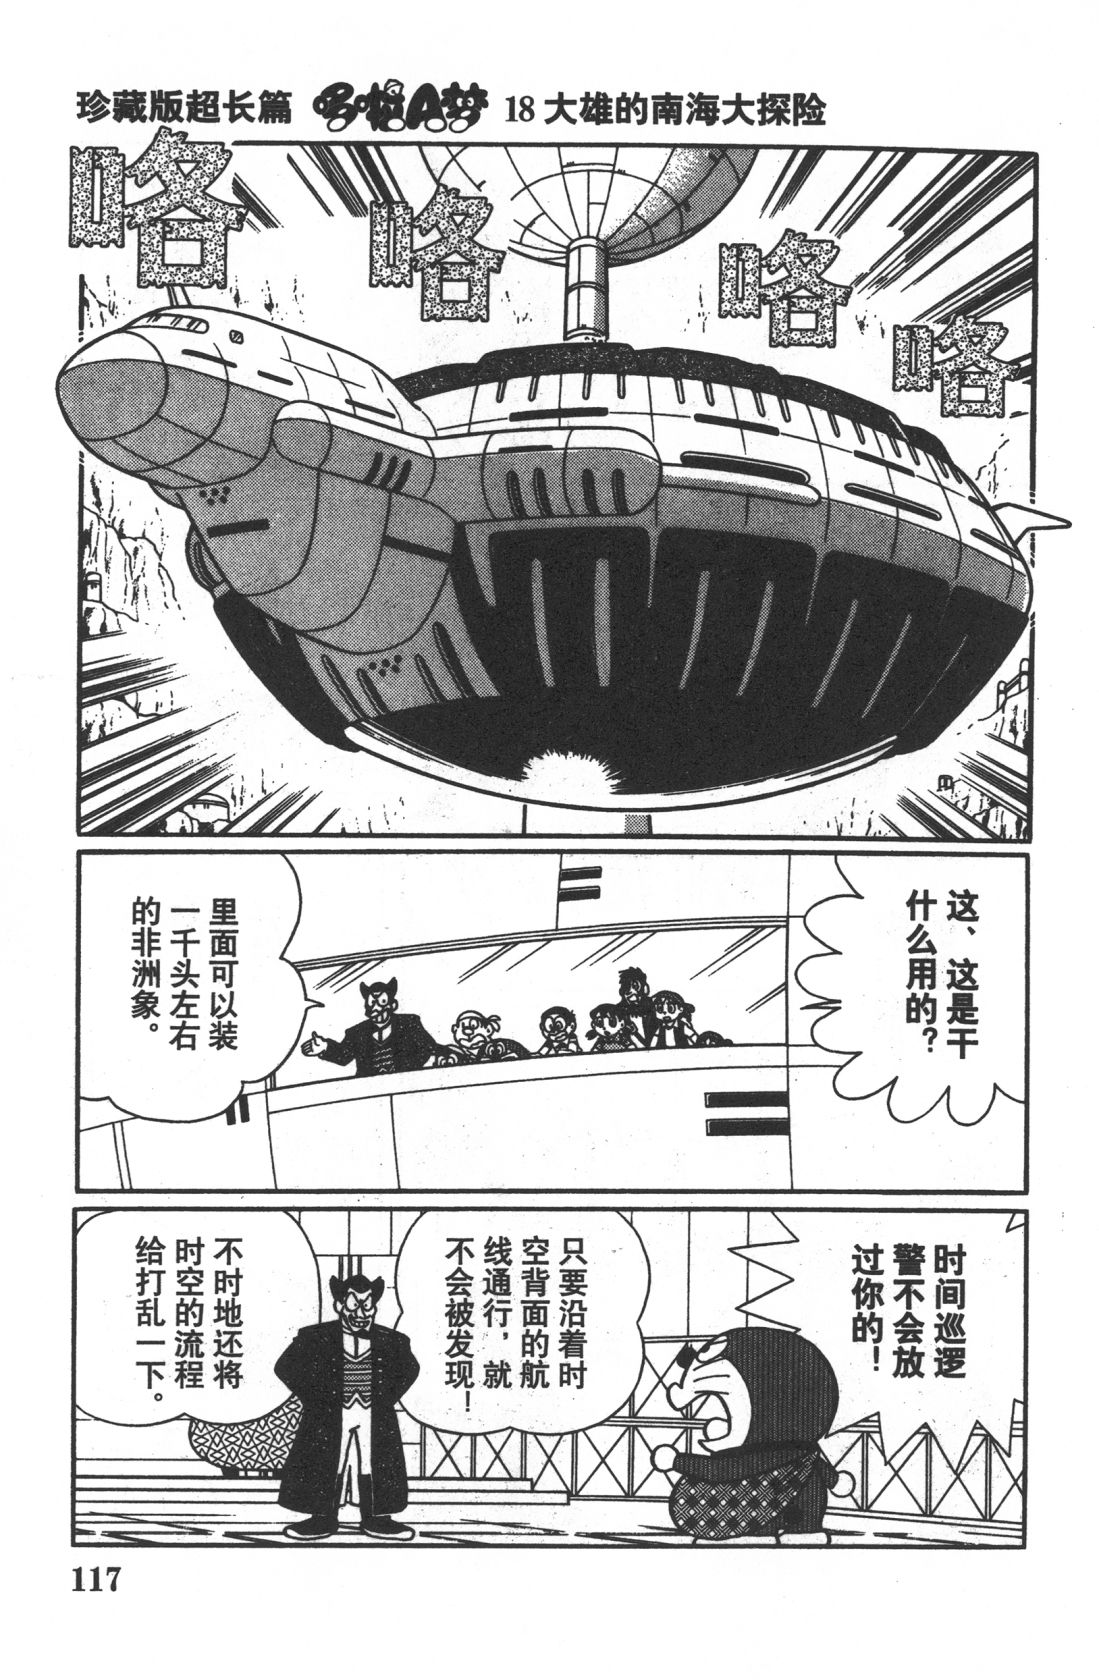 珍藏版超长篇 哆啦A梦 18 大雄的南海大探险
咯
咯
咯
咯
这、这是干
什么用的？
里面可以装
一千头左右
的非洲象。
时间巡逻
警不会放
过你的！
只要沿着时
空背面的航
线通行，就
不会被发现！
不时地还将
时空的流程
给打乱一下。
117